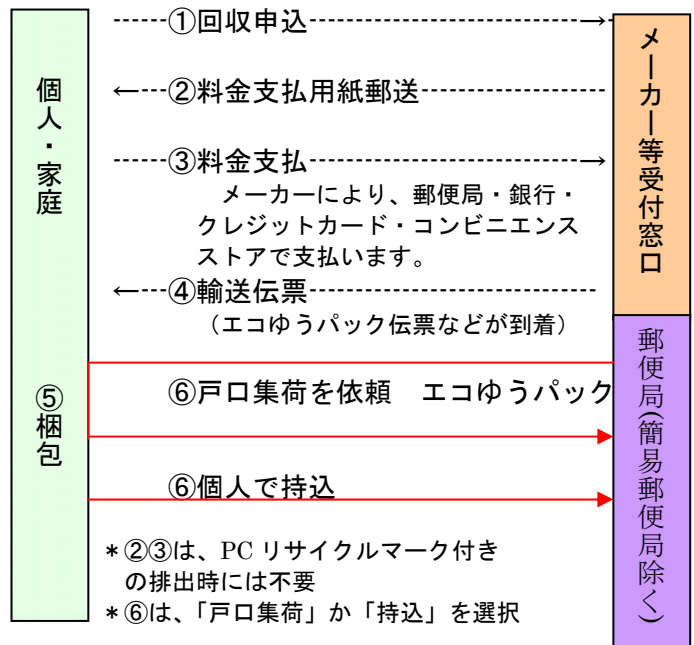 ①回収申込
②料金支払用紙郵送
③料金支払
メーカーにより、郵便局・銀行・
クレジットカード・コンビニエンス
ストアで支払います。
④輸送伝票
（エコゆうパック伝票などが到着）
⑥戸口集荷を依頼　エコゆうパック
⑥個人で持込
＊②③は、PC リサイクルマーク付き
の排出時には不要
＊⑥は、「戸口集荷」か「持込」を選択
個人・家庭
⑤梱包
メーカー等受付窓口
郵便局(簡易郵便局除く)